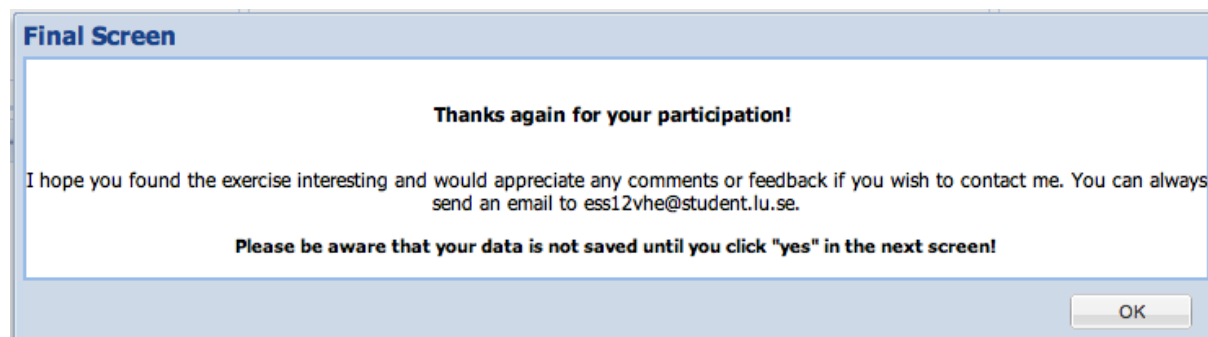 Final Screen
Thanks again for your participation!
I hope you found the exercise interesting and would appreciate any comments or feedback if you wish to contact me. You can always
send an email to ess12vhe@student.lu.se.
Please be aware that your data is not saved until you click "yes" in the next screen!
OK